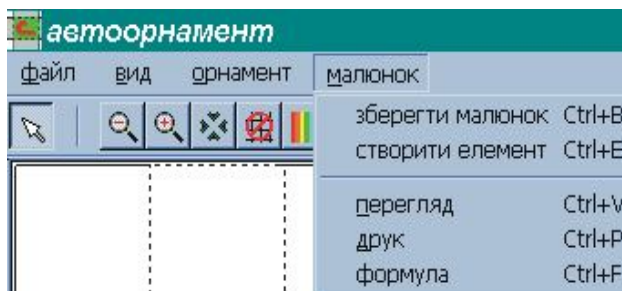 автоорнамент
файл вид орнамент малюнок
зберегти малюнок Ctrl+B
створити елемент Ctrl+E
перегляд Ctrl+V
друк Ctrl+P
формула Ctrl+F